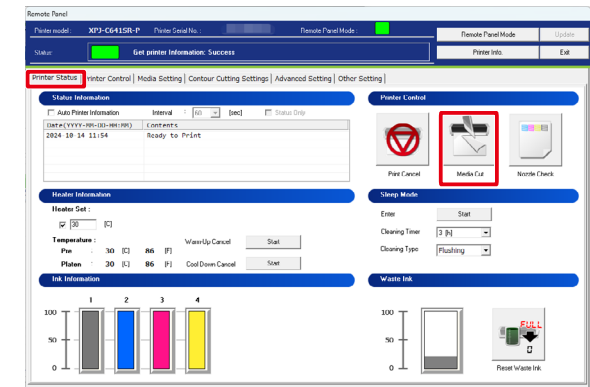 Remote Panel
Printer model : XPJ-C641SR-P Printer Serial No. : Remote Panel Mode :
Remote Panel Mode Update
Status: Get printer Information: Success
Printer Info. Exit
Printer Status Printer Control Media Setting Contour Cutting Settings Advanced Setting Other Setting
Status Information
Auto Printer Information Interval : 60 [sec] Status Only
Date(YYYY-MM-DD-HH:MM) Contents
2024-10-14 11:54 Ready to Print
Printer Control
Print Cancel Media Cut Nozzle Check
Heater Information
Heater Set :
30 [C]
Temperature :
Pre : 30 [C] 86 [F] Warm-Up Cancel Start
Platen : 30 [C] 86 [F] Cool Down Cancel Start
Sleep Mode
Enter Start
Cleaning Timer 3 [h]
Cleaning Type Flushing
Ink Information
1 2 3 4
100
50
0
Waste Ink
100
50
0
FULL
0
Reset Waste Ink